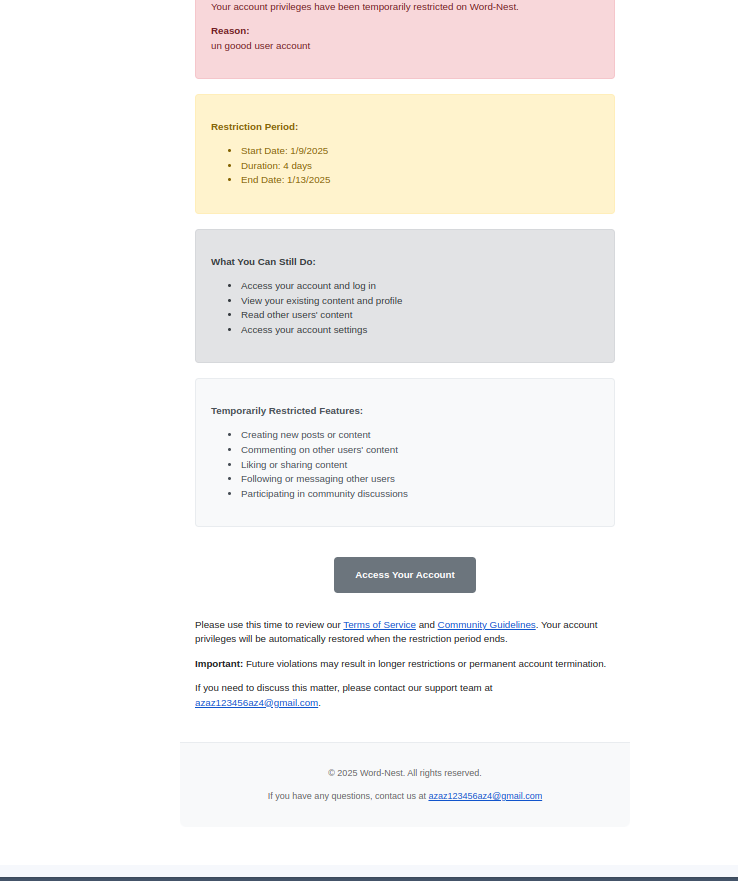 Your account privileges have been temporarily restricted on Word-Nest.
Reason:
un goood user account
Restriction Period:
• Start Date: 1/9/2025
• Duration: 4 days
• End Date: 1/13/2025
What You Can Still Do:
• Access your account and log in
• View your existing content and profile
• Read other users' content
• Access your account settings
Temporarily Restricted Features:
• Creating new posts or content
• Commenting on other users' content
• Liking or sharing content
• Following or messaging other users
• Participating in community discussions
Access Your Account
Please use this time to review our Terms of Service and Community Guidelines. Your account
privileges will be automatically restored when the restriction period ends.
Important: Future violations may result in longer restrictions or permanent account termination.
If you need to discuss this matter, please contact our support team at
azaz123456az4@gmail.com.
© 2025 Word-Nest. All rights reserved.
If you have any questions, contact us at azaz123456az4@gmail.com